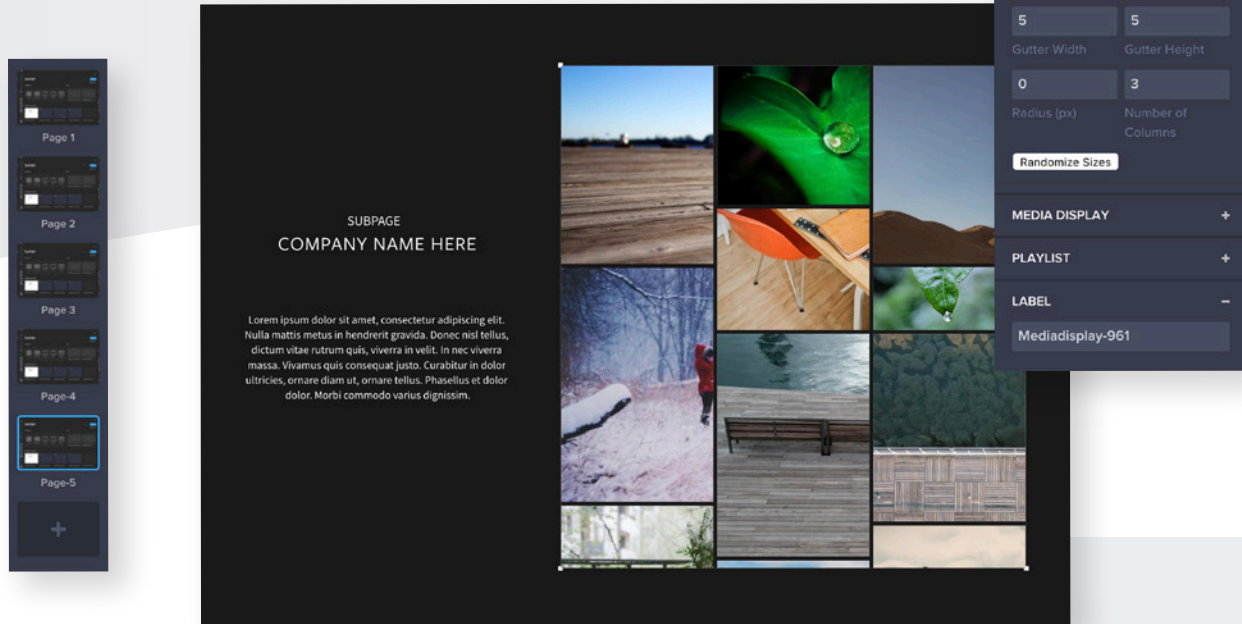 Page 1
Page 2
Page 3
Page-4
Page-5
+
SUBPAGE
COMPANY NAME HERE
Lorem ipsum dolor sit amet, consectetur adipiscing elit.
Nulla mattis metus in hendrerit gravida. Donec nisl tellus,
dictum vitae rutrum quis, viverra in velit. In nec viverra
massa. Vivamus quis consequat justo. Curabitur in dolor
ultricies, ornare diam ut, ornare tellus. Phasellus et dolor
dolor. Morbi commodo varius dignissim.
5 5
Gutter Width Gutter Height
0 3
Radius (px) Number of
Columns
Randomize Sizes
MEDIA DISPLAY +
PLAYLIST +
LABEL −
Mediadisplay-961